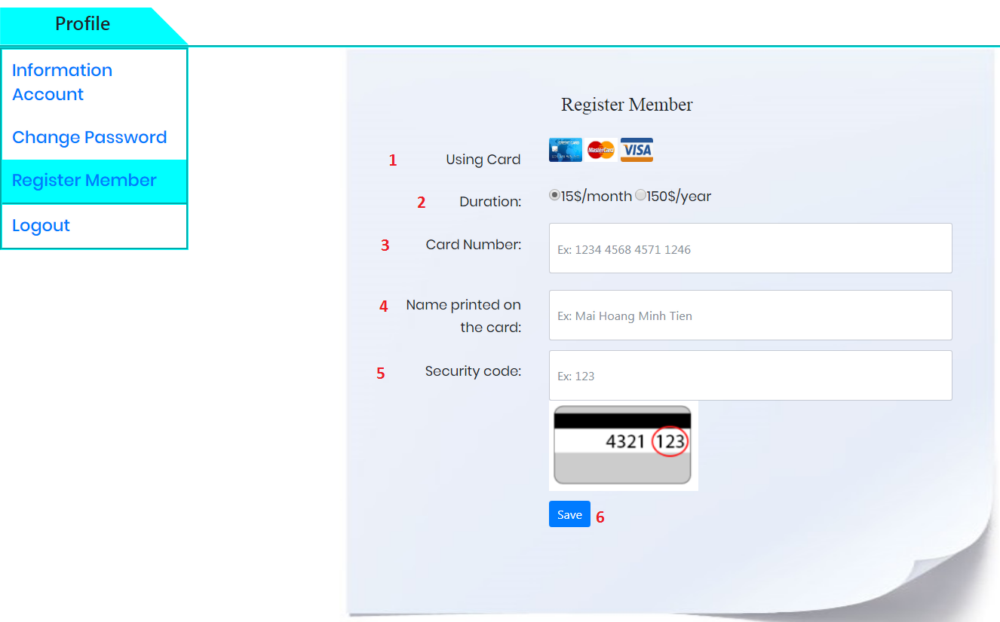 Profile
Information
Account
Change Password
Register Member
Logout
Register Member
1 Using Card
CREDIT CARD MasterCard VISA
2 Duration: 15$/month 150$/year
3 Card Number: Ex: 1234 4568 4571 1246
4 Name printed on
the card:
Ex: Mai Hoang Minh Tien
5 Security code: Ex: 123
4321 123
Save 6